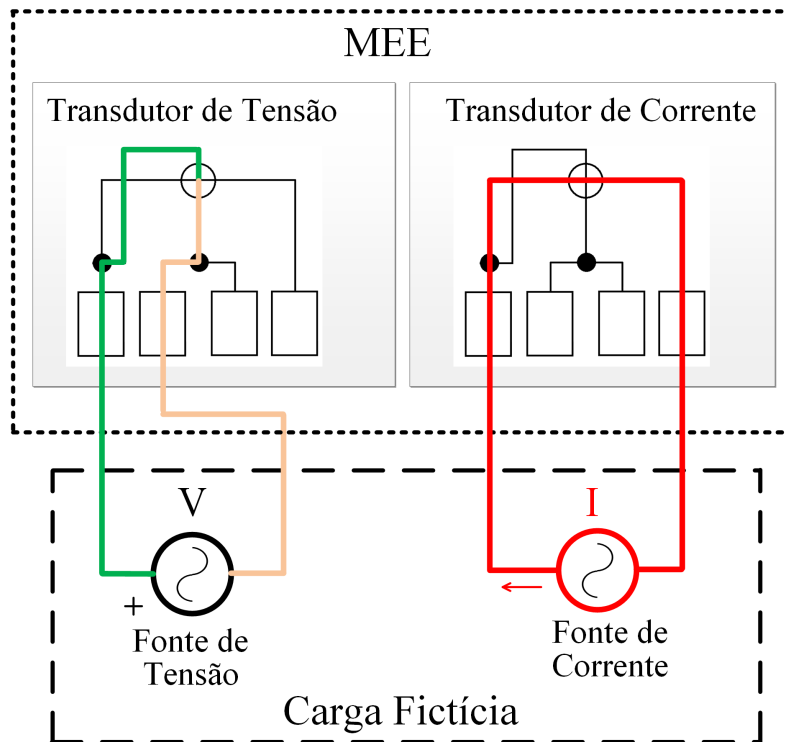 MEE
Transdutor de Tensão
Transdutor de Corrente
V
I
+
Fonte de
Tensão
Fonte de
Corrente
Carga Fictícia